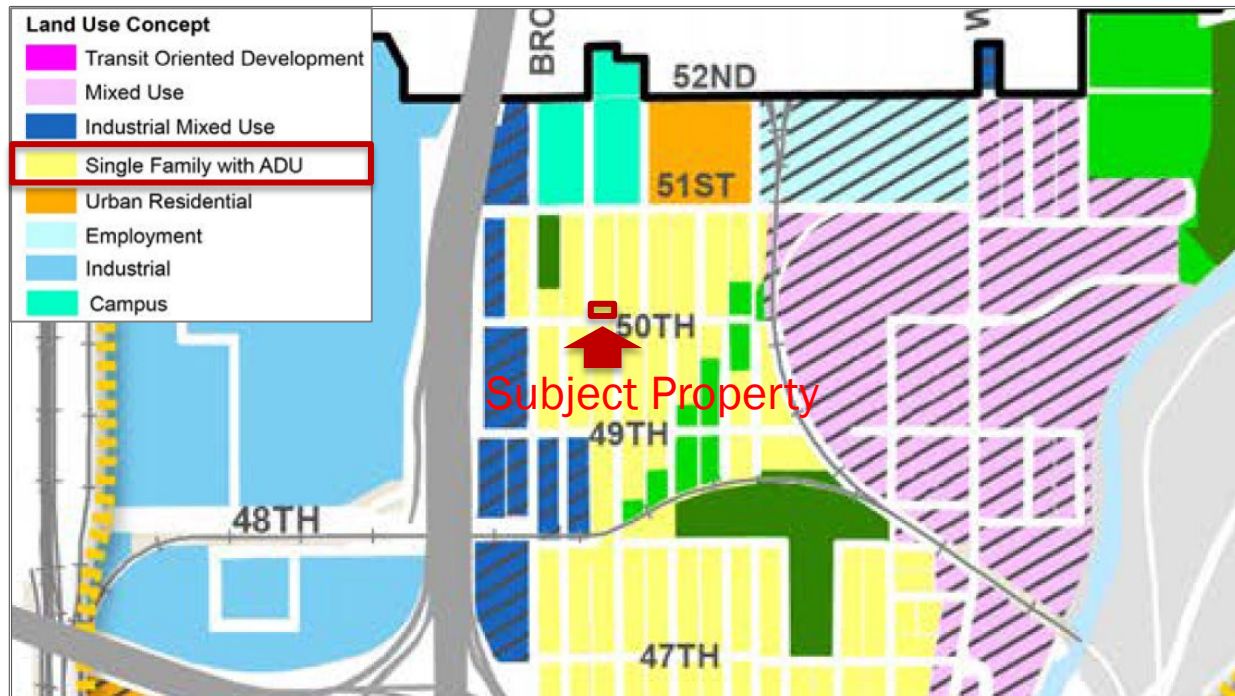 Land Use Concept
Transit Oriented Development
Mixed Use
Industrial Mixed Use
Single Family with ADU
Urban Residential
Employment
Industrial
Campus
BRO
W
52ND
51ST
50TH
Subject Property
49TH
48TH
47TH